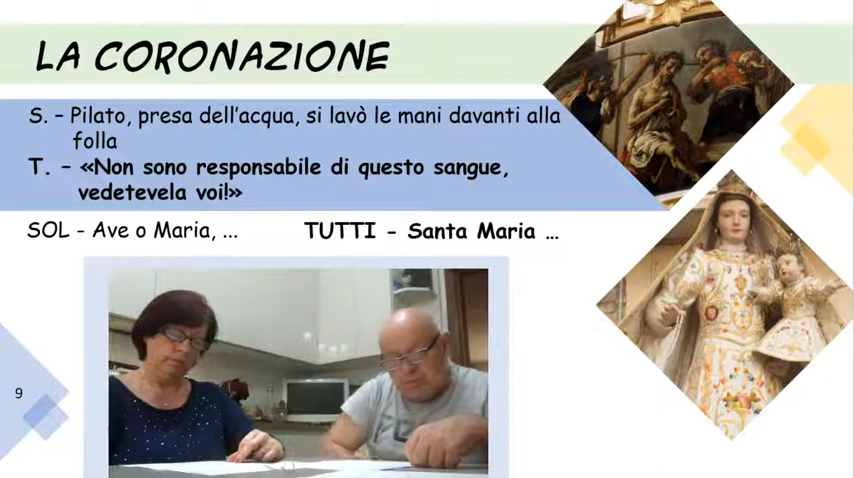 LA CORONAZIONE
S. – Pilato, presa dell'acqua, si lavò le mani davanti alla
folla
T. – «Non sono responsabile di questo sangue,
vedetevela voi!»
SOL - Ave o Maria, ... TUTTI - Santa Maria ...
9